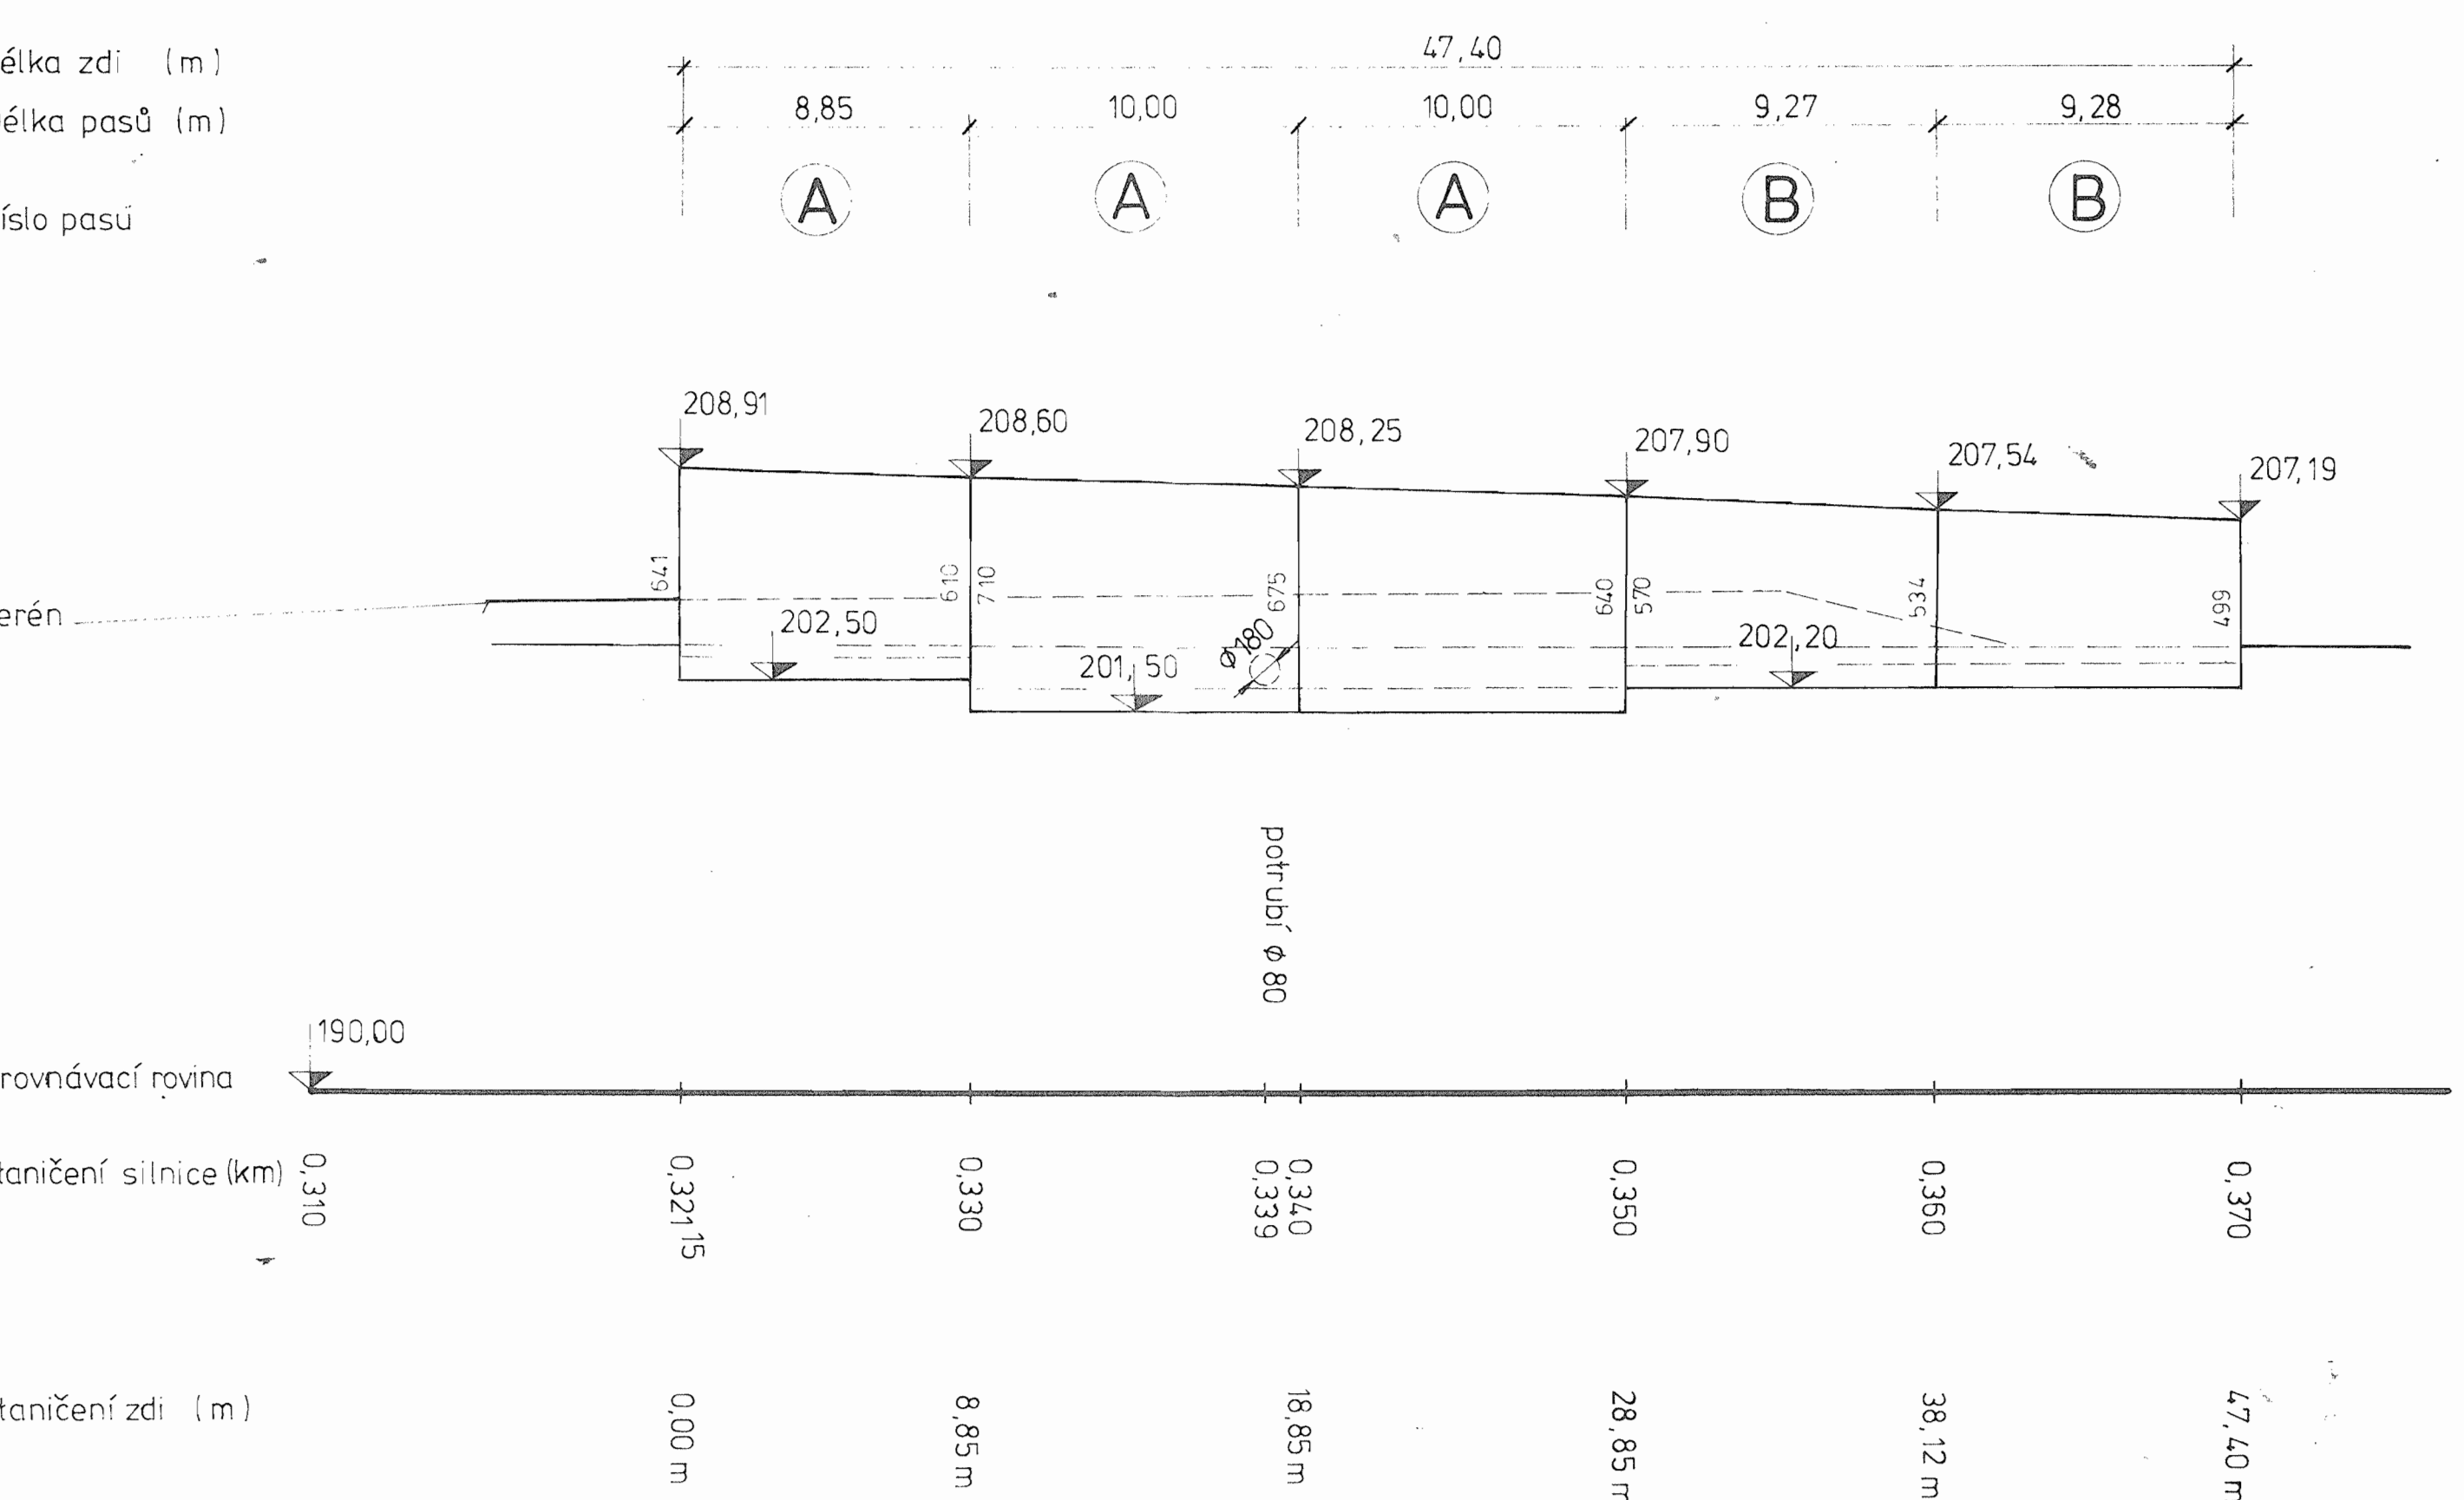 élka zdi (m)
47,40
élka pasů (m)
8,85 10,00 10,00 9,27 9,28
íslo pasů
A A A B B
208,91
208,60
208,25
207,90
207,54
207,19
641
610
710
675
640
570
534
499
erén
202,50
201,50
ø 180
202,20
potrubí ø 80
190,00
rovnávací rovina
taničení silnice (km)
0,310
0,32115
0,330
0,339
0,340
0,350
0,360
0,370
taničení zdi (m)
0,00 m
8,85 m
18,85 m
28,85 m
38,12 m
47,40 m